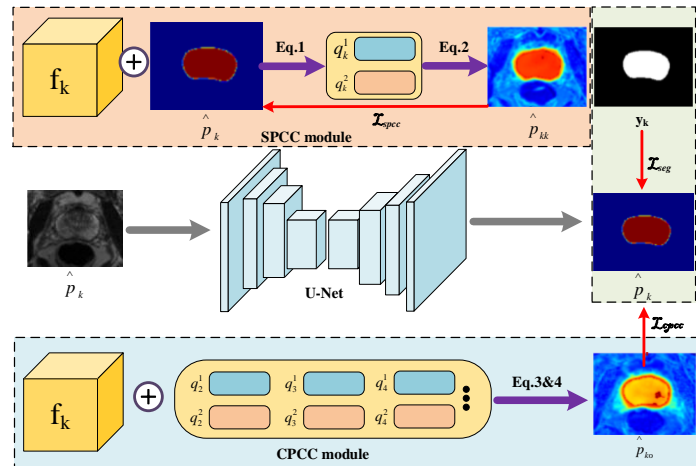 f_k
+
p̂_k
Eq.1
q_k^1
q_k^2
Eq.2
p̂_kk
y_k
ℒ_spcc
SPCC module
ℒ_seg
p̂_k
U-Net
p̂_k
ℒ_cpcc
f_k
+
q_2^1
q_3^1
q_4^1
q_2^2
q_3^2
q_4^2
Eq.3&4
p̂_ko
CPCC module